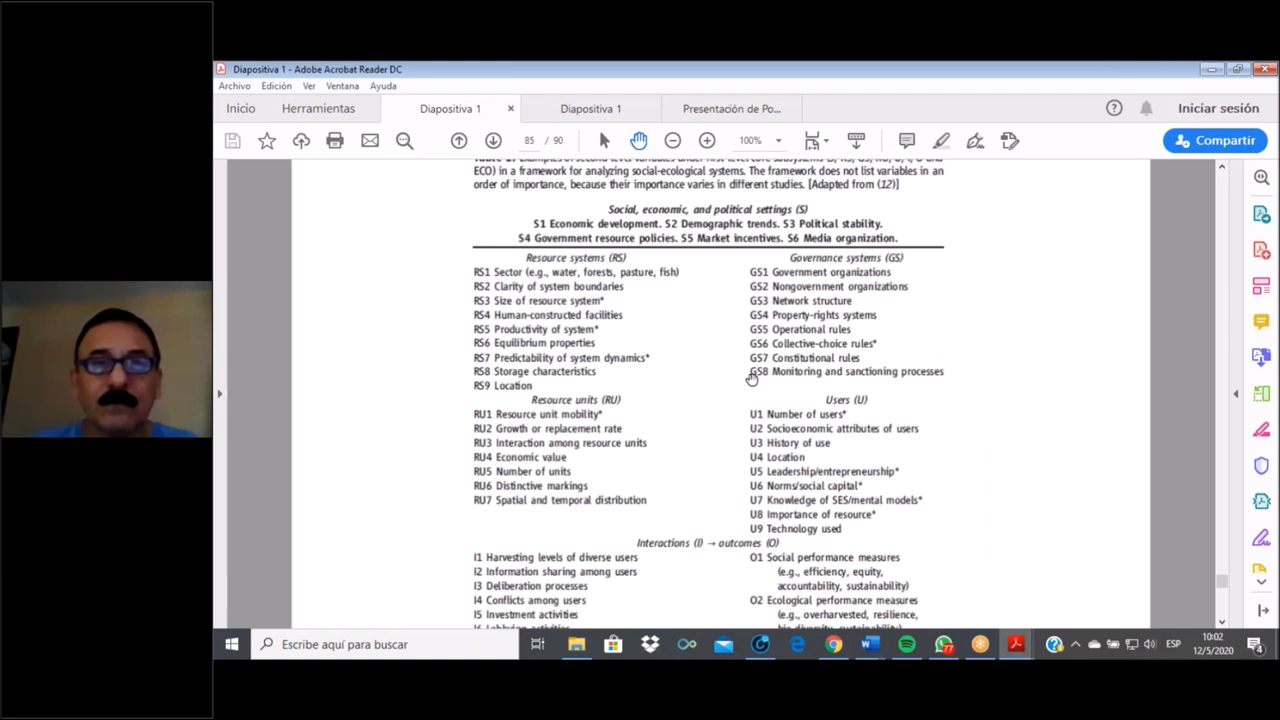 Diapositiva 1 - Adobe Acrobat Reader DC
Archivo Edición Ver Ventana Ayuda
Inicio Herramientas Diapositiva 1 × Diapositiva 1 Presentación de Po... Iniciar sesión
85 / 90 100% Compartir
ECO) in a framework for analyzing social-ecological systems. The framework does not list variables in an
order of importance, because their importance varies in different studies. [Adapted from (12)]
Social, economic, and political settings (S)
S1 Economic development. S2 Demographic trends. S3 Political stability.
S4 Government resource policies. S5 Market incentives. S6 Media organization.
Resource systems (RS)
RS1 Sector (e.g., water, forests, pasture, fish)
RS2 Clarity of system boundaries
RS3 Size of resource system*
RS4 Human-constructed facilities
RS5 Productivity of system*
RS6 Equilibrium properties
RS7 Predictability of system dynamics*
RS8 Storage characteristics
RS9 Location
Governance systems (GS)
GS1 Government organizations
GS2 Nongovernment organizations
GS3 Network structure
GS4 Property-rights systems
GS5 Operational rules
GS6 Collective-choice rules*
GS7 Constitutional rules
GS8 Monitoring and sanctioning processes
Resource units (RU)
RU1 Resource unit mobility*
RU2 Growth or replacement rate
RU3 Interaction among resource units
RU4 Economic value
RU5 Number of units
RU6 Distinctive markings
RU7 Spatial and temporal distribution
Users (U)
U1 Number of users*
U2 Socioeconomic attributes of users
U3 History of use
U4 Location
U5 Leadership/entrepreneurship*
U6 Norms/social capital*
U7 Knowledge of SES/mental models*
U8 Importance of resource*
U9 Technology used
Interactions (I) → outcomes (O)
I1 Harvesting levels of diverse users
I2 Information sharing among users
I3 Deliberation processes
I4 Conflicts among users
I5 Investment activities
O1 Social performance measures
(e.g., efficiency, equity,
accountability, sustainability)
O2 Ecological performance measures
(e.g., overharvested, resilience,
Escribe aquí para buscar
77
ESP
10:02
12/5/2020
4